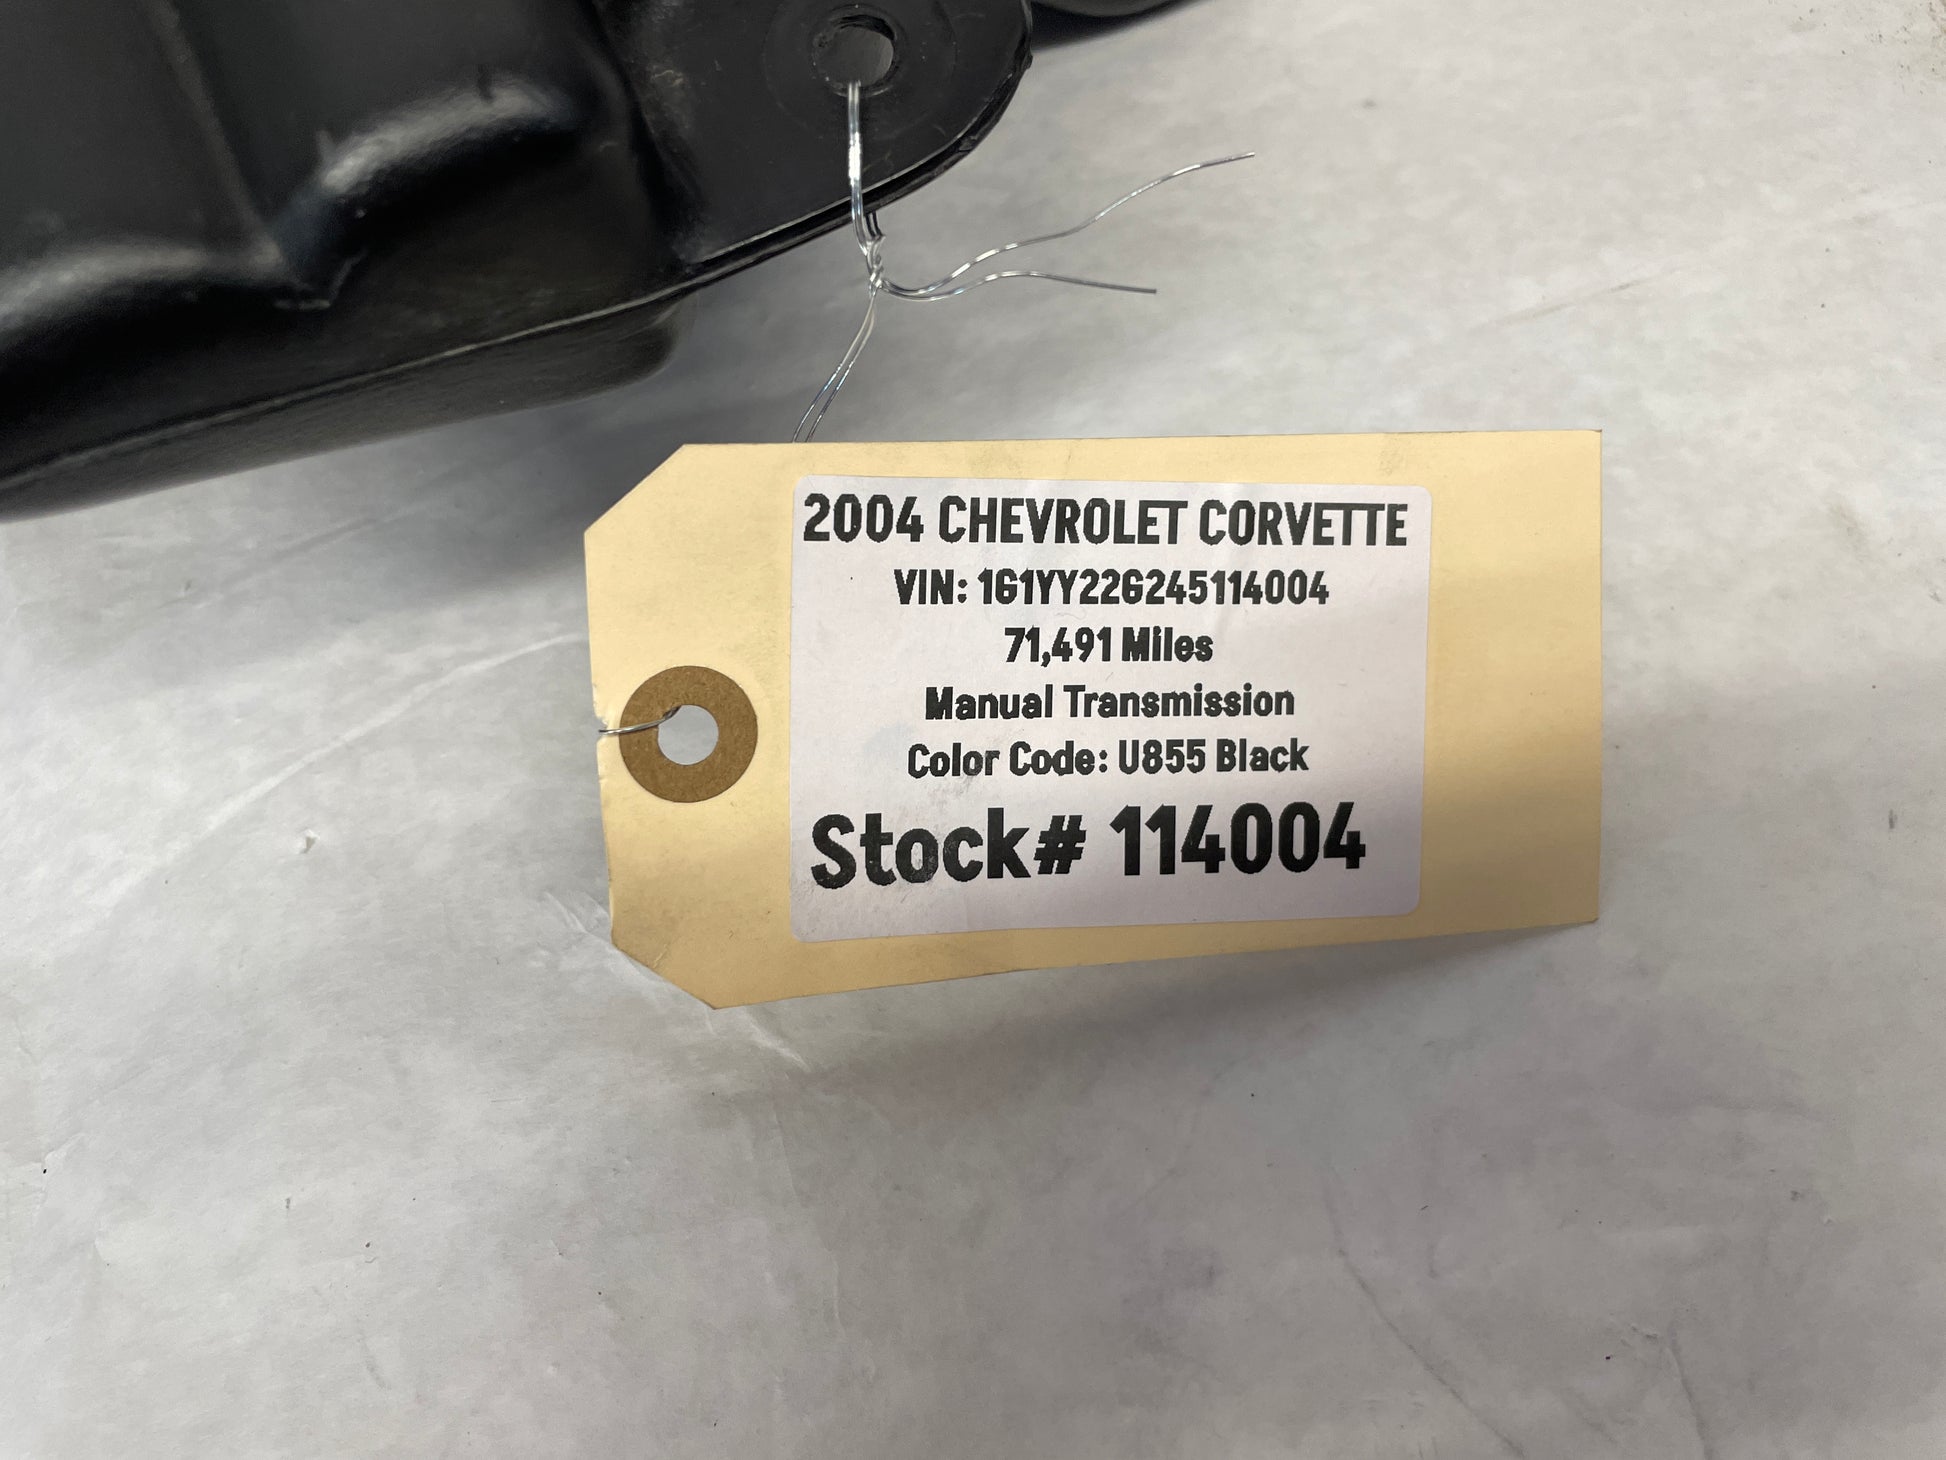 2004 CHEVROLET CORVETTE
VIN: 1G1YY22G245114004
71,491 Miles
Manual Transmission
Color Code: U855 Black
Stock# 114004